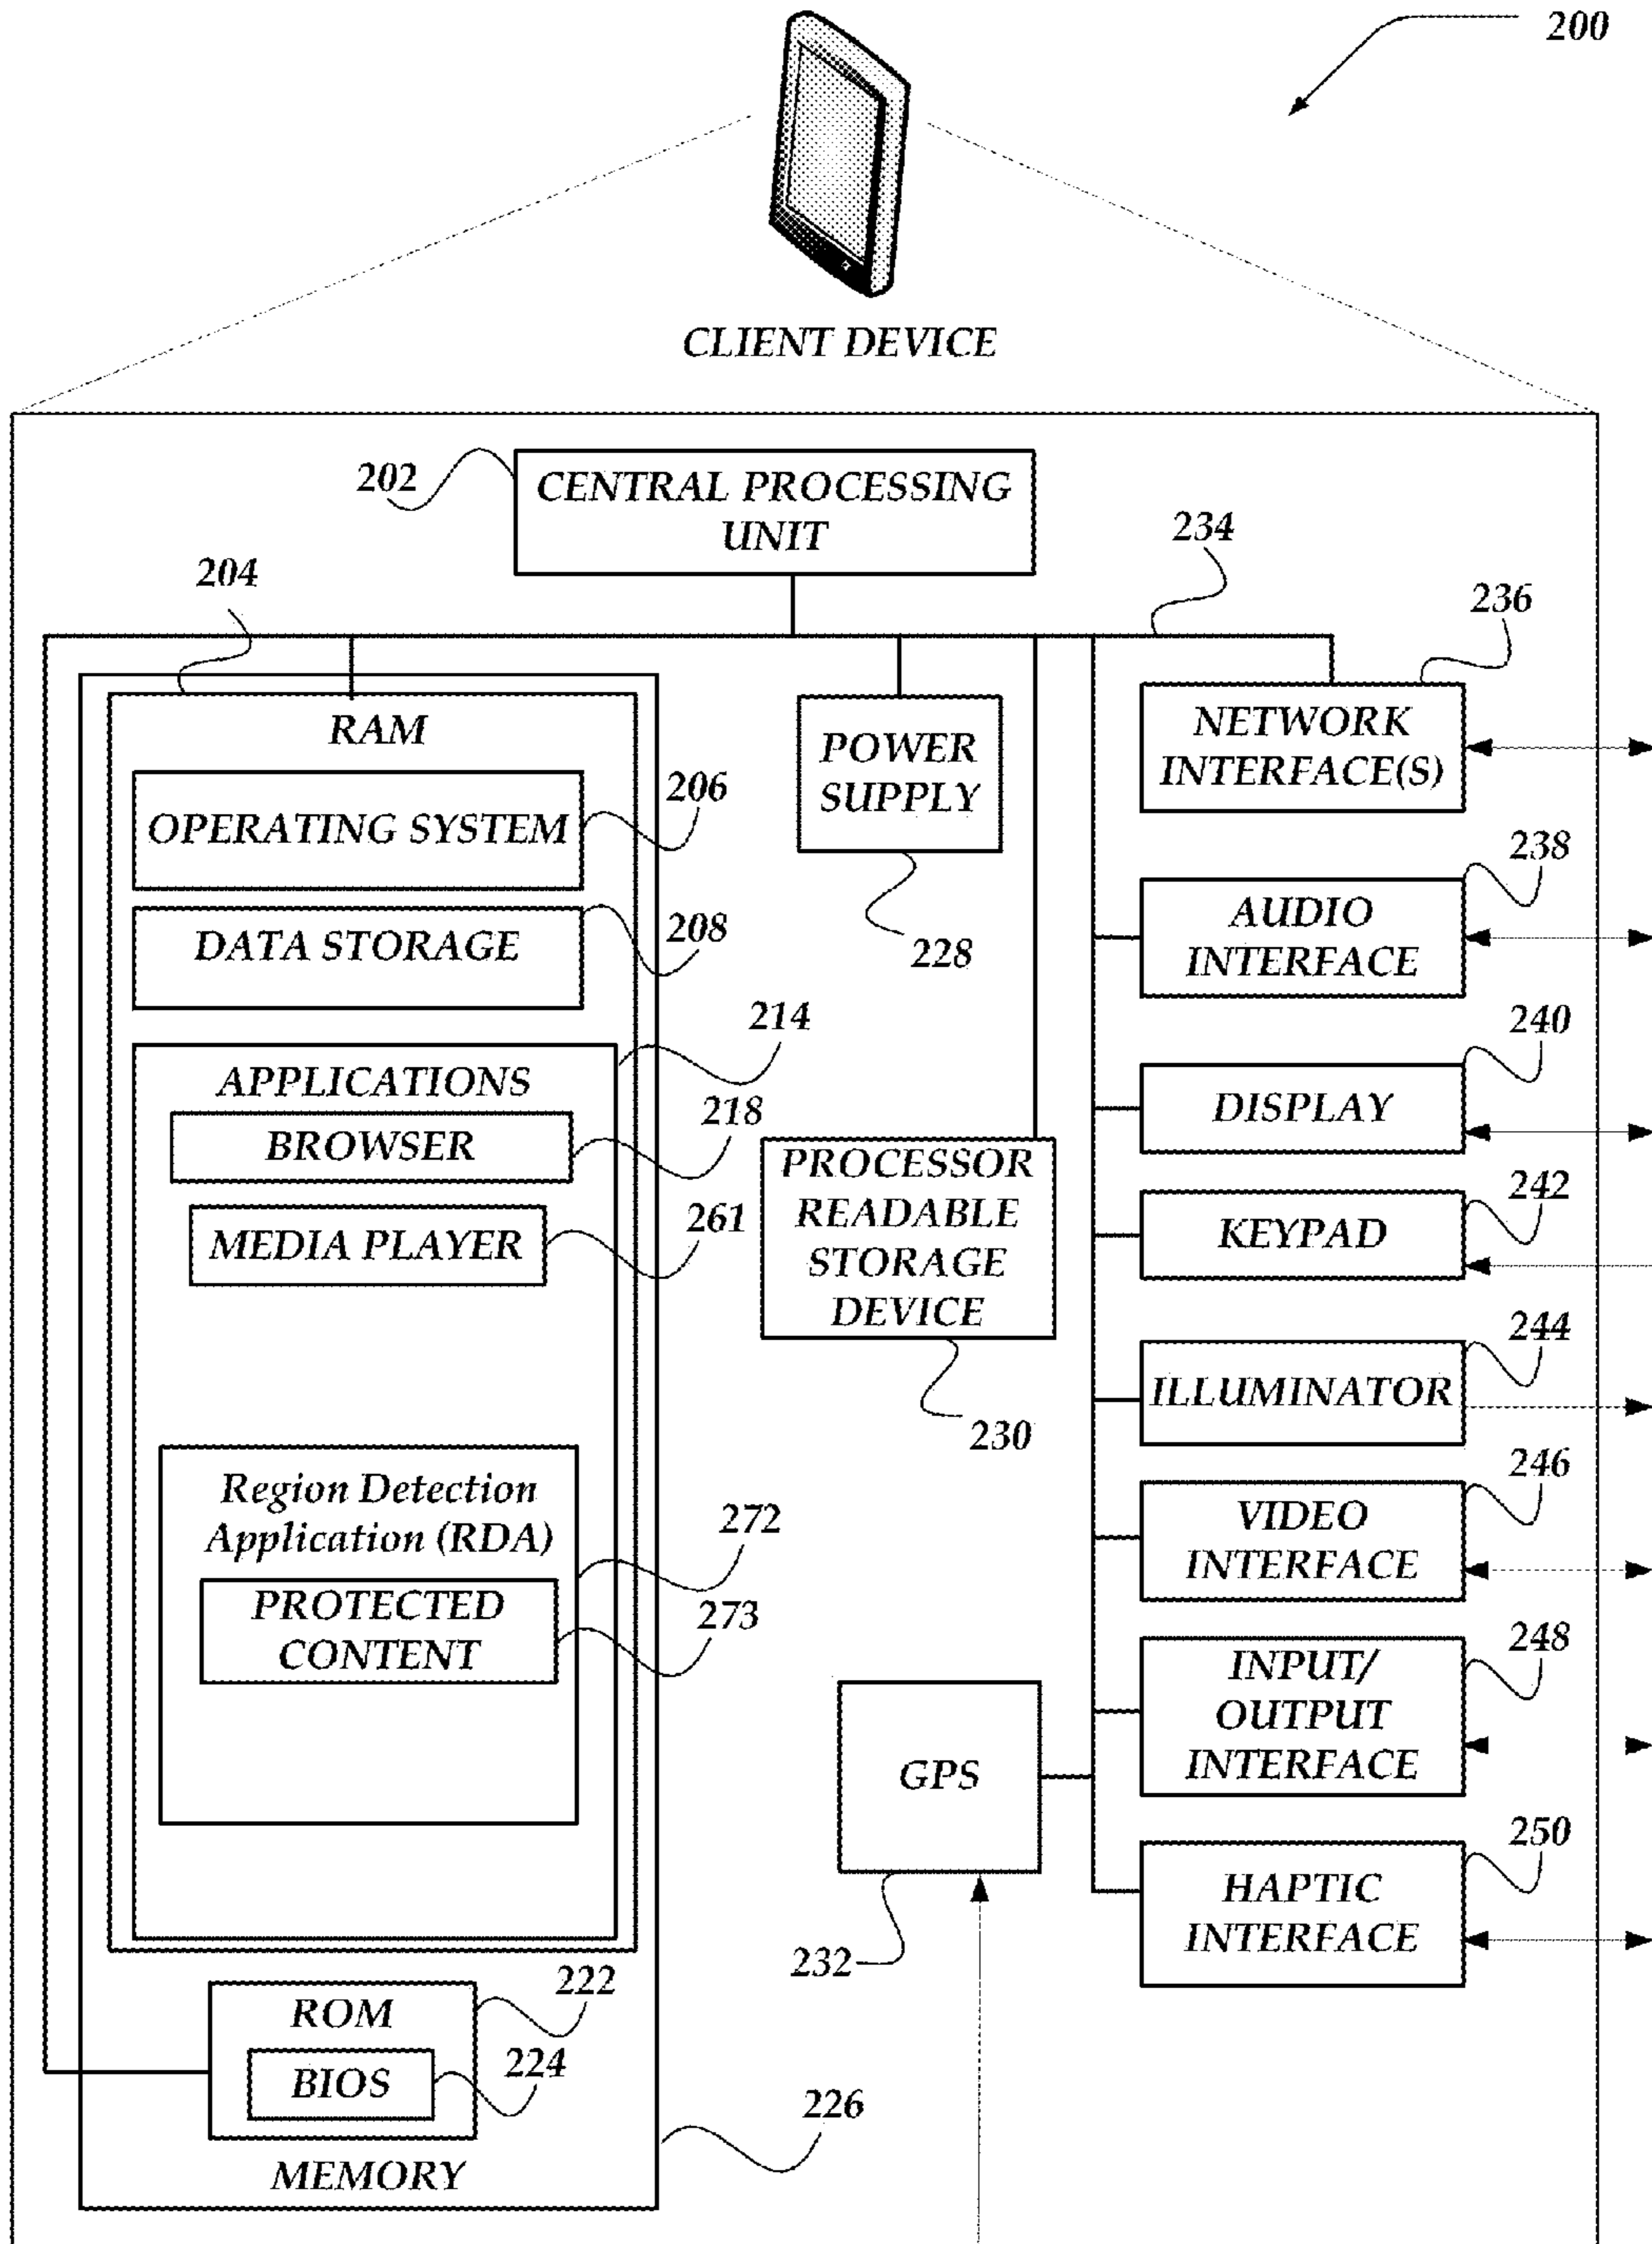 200
CLIENT DEVICE
202
CENTRAL PROCESSING
UNIT
234
204
236
RAM
NETWORK
INTERFACE(S)
POWER
SUPPLY
206
OPERATING SYSTEM
238
AUDIO
INTERFACE
208
DATA STORAGE
228
214
240
APPLICATIONS
DISPLAY
218
BROWSER
PROCESSOR
READABLE
STORAGE
DEVICE
242
KEYPAD
261
MEDIA PLAYER
244
ILLUMINATOR
230
246
VIDEO
INTERFACE
Region Detection
Application (RDA)
272
PROTECTED
CONTENT
273
248
INPUT/
OUTPUT
INTERFACE
GPS
250
HAPTIC
INTERFACE
232
222
ROM
224
BIOS
226
MEMORY